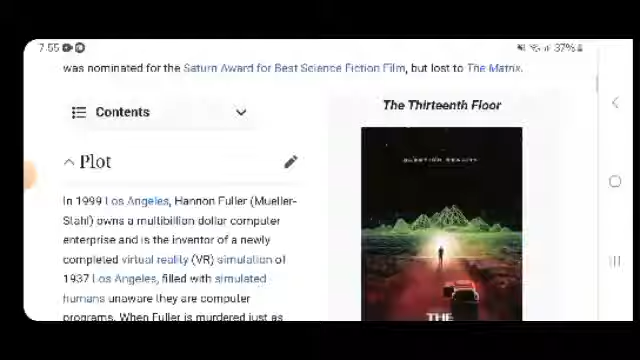 7:55
37%
was nominated for the Saturn Award for Best Science Fiction Film, but lost to The Matrix.
Contents
The Thirteenth Floor
Plot
In 1999 Los Angeles, Hannon Fuller (Mueller-
Stahl) owns a multibillion dollar computer
enterprise and is the inventor of a newly
completed virtual reality (VR) simulation of
1937 Los Angeles, filled with simulated
humans unaware they are computer
programs. When Fuller is murdered just as
THE